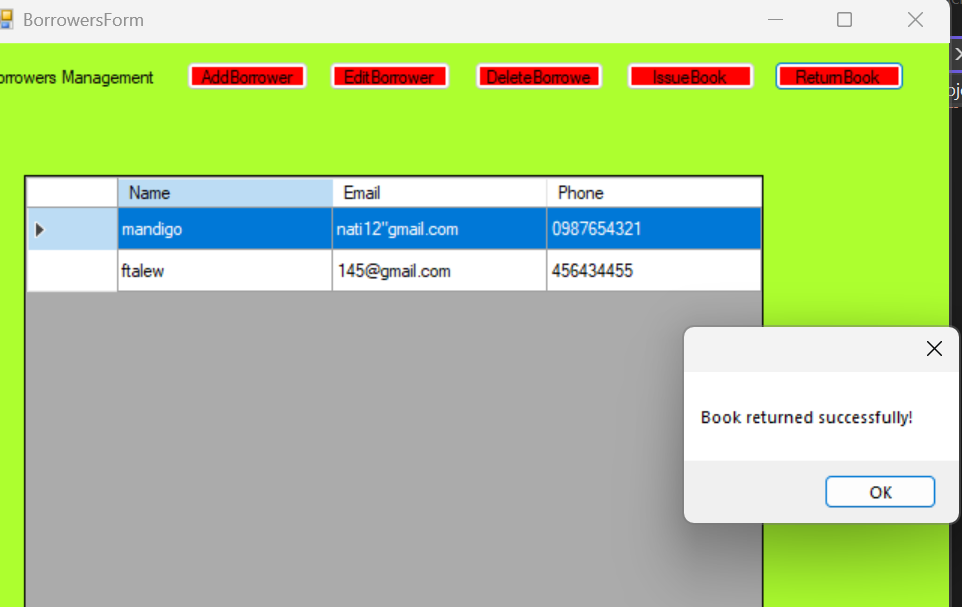 BorrowersForm
orrowers Management AddBorrower EditBorrower DeleteBorrowe IssueBook ReturnBook
Name Email Phone
mandigo nati12"gmail.com 0987654321
ftalew 145@gmail.com 456434455
Book returned successfully!
OK